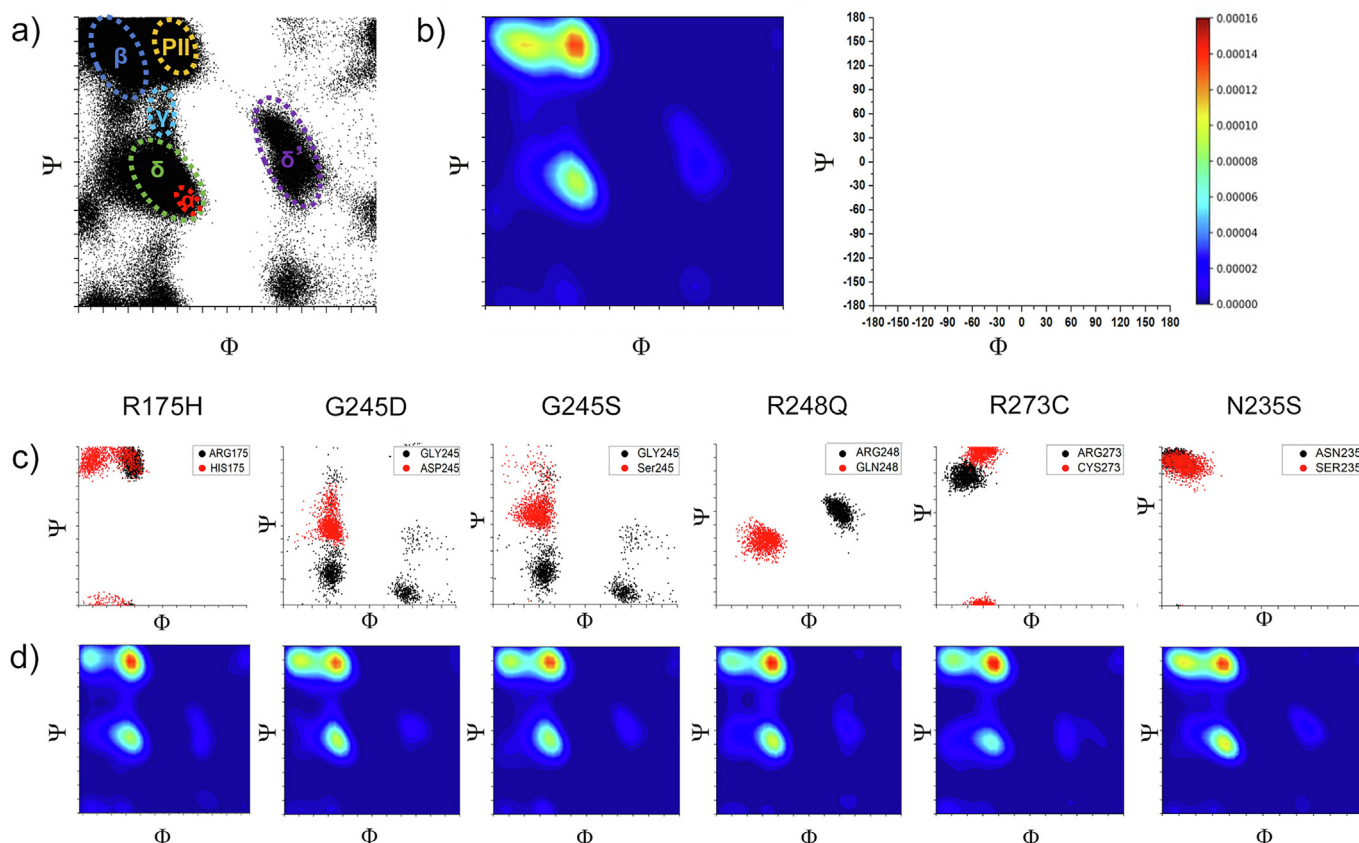 a)
β
PII
γ
δ
α
δ'
Ψ
Φ
b)
Ψ
Φ
180
150
120
90
60
30
0
-30
60
90
-120
-150
-180
-180 -150 -120 -90 -60 -30 0 30 60 90 120 150 180
Ψ
Φ
0.00016
0.00014
0.00012
0.00010
0.00008
0.00006
0.00004
0.00002
0.00000
R175H G245D G245S R248Q R273C N235S
c)
Ψ
ARG175
HIS175
Φ
Ψ
GLY245
ASP245
Φ
Ψ
GLY245
Ser245
Φ
Ψ
ARG248
GLN248
Φ
Ψ
ARG273
CYS273
Φ
Ψ
ASN235
SER235
Φ
d)
Ψ Ψ Ψ Ψ Ψ Ψ
Φ Φ Φ Φ Φ Φ